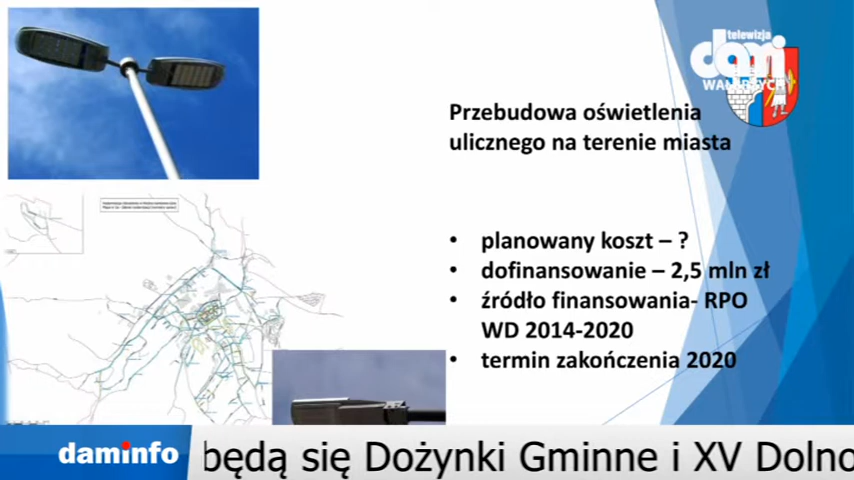 telewizja
dami
WAŁBRZYCH
Przebudowa oświetlenia
ulicznego na terenie miasta
• planowany koszt – ?
• dofinansowanie – 2,5 mln zł
• źródło finansowania- RPO
WD 2014-2020
• termin zakończenia 2020
daminfo
będą się Dożynki Gminne i XV Dolno